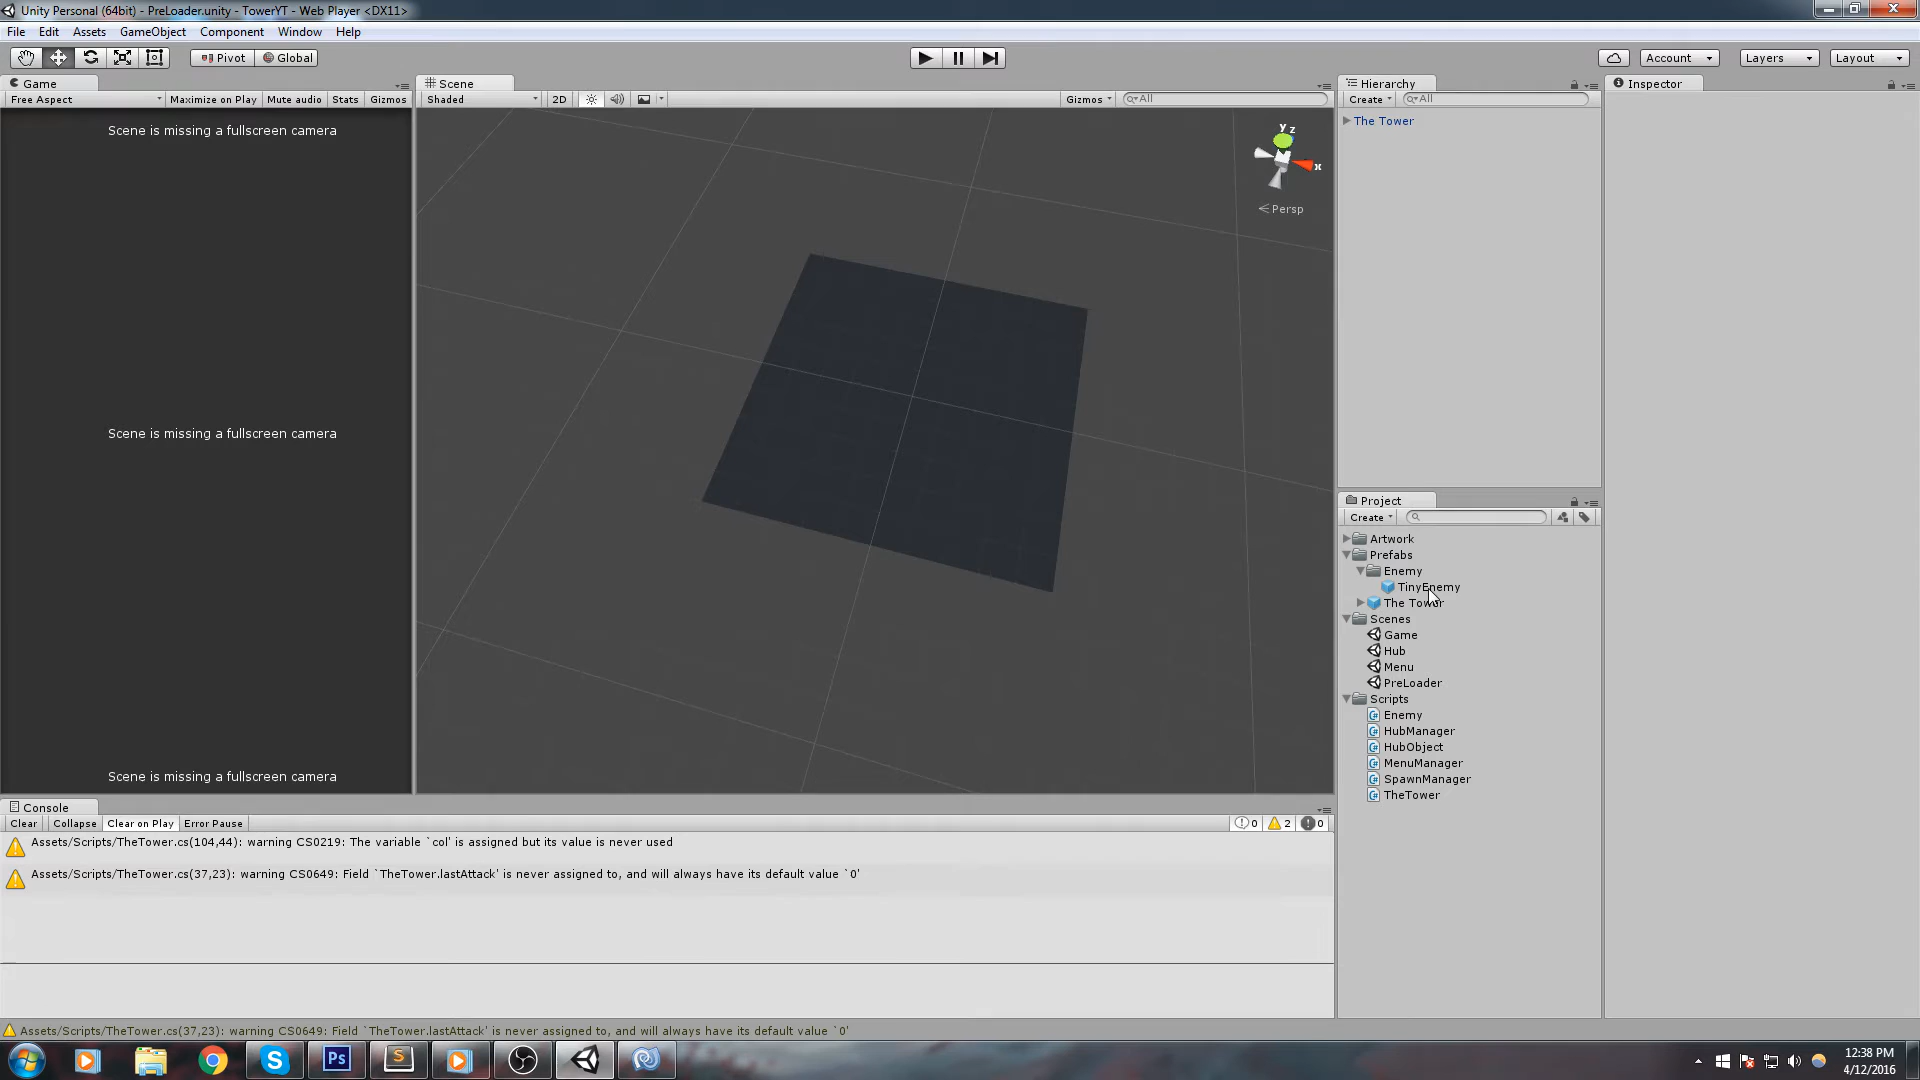 Unity Personal (64bit) - PreLoader.unity - TowerYT - Web Player <DX11>
File Edit Assets GameObject Component Window Help
Pivot Global Account Layers Layout
Game Scene Hierarchy Inspector
Free Aspect Maximize on Play Mute audio Stats Gizmos Shaded 2D Gizmos All Create All
Scene is missing a fullscreen camera
The Tower
y z
x
Persp
Scene is missing a fullscreen camera
Scene is missing a fullscreen camera
Project
Create
Artwork
Prefabs
Enemy
TinyEnemy
The Tower
Scenes
Game
Hub
Menu
PreLoader
Scripts
Enemy
HubManager
HubObject
MenuManager
SpawnManager
TheTower
Console
Clear Collapse Clear on Play Error Pause 0 2 0
Assets/Scripts/TheTower.cs(104,44): warning CS0219: The variable `col' is assigned but its value is never used
Assets/Scripts/TheTower.cs(37,23): warning CS0649: Field `TheTower.lastAttack' is never assigned to, and will always have its default value `0'
Assets/Scripts/TheTower.cs(37,23): warning CS0649: Field `TheTower.lastAttack' is never assigned to, and will always have its default value `0'
Ps
12:38 PM
4/12/2016